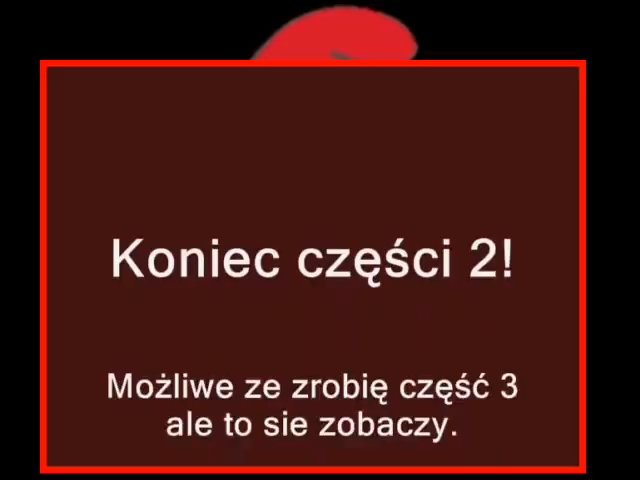 Koniec części 2!
Możliwe ze zrobię część 3
ale to sie zobaczy.